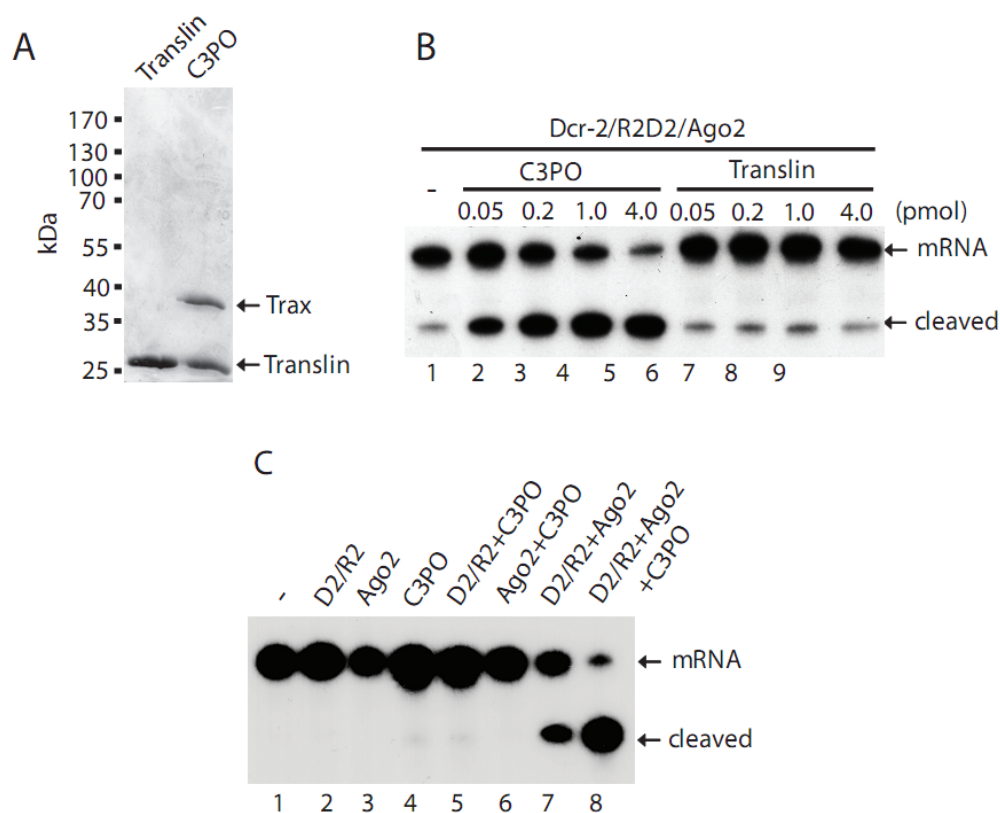 A
Translin
C3PO
170
130
100
70
55
40
35
25
kDa
Trax
Translin
B
Dcr-2/R2D2/Ago2
- C3PO Translin
0.05 0.2 1.0 4.0 0.05 0.2 1.0 4.0 (pmol)
mRNA
cleaved
1 2 3 4 5 6 7 8 9
C
-
D2/R2
Ago2
C3PO
D2/R2+C3PO
Ago2+C3PO
D2/R2+Ago2
D2/R2+Ago2
+C3PO
mRNA
cleaved
1 2 3 4 5 6 7 8